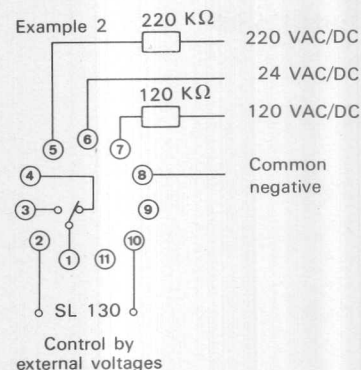 Example 2
220 KΩ
220 VAC/DC
24 VAC/DC
120 KΩ
120 VAC/DC
5
6
7
4
8
Common
negative
3
9
2
10
1
11
SL 130
Control by
external voltages